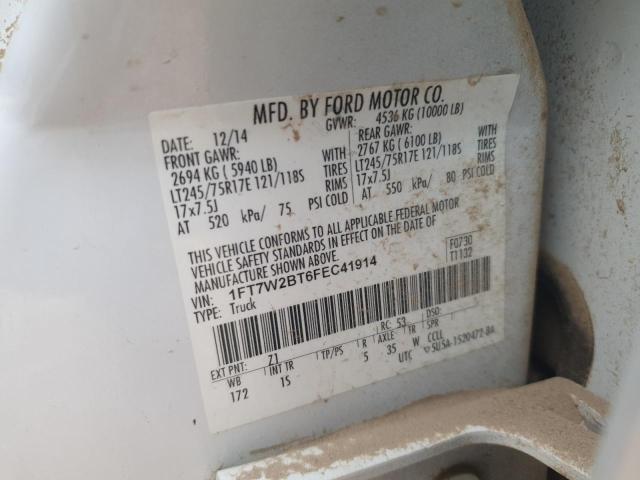 MFD. BY FORD MOTOR CO.
DATE: 12/14 GVWR: 4536 KG (10000 LB)
FRONT GAWR: REAR GAWR:
2694 KG (5940 LB) WITH 2767 KG (6100 LB) WITH
LT245/75R17E 121/118S TIRES LT245/75R17E 121/118S TIRES
17x7.5J RIMS 17x7.5J RIMS
AT 520 kPa/ 75 PSI COLD AT 550 kPa/ 80 PSI COLD
THIS VEHICLE CONFORMS TO ALL APPLICABLE FEDERAL MOTOR
VEHICLE SAFETY STANDARDS IN EFFECT ON THE DATE OF
MANUFACTURE SHOWN ABOVE.
VIN: 1FT7W2BT6FEC41914
TYPE: Truck
F0730
T1132
EXT PNT: Z1 RC: 53 DSO:
WB INT TR TP/PS R AXLE TR SPR
172 1S 5 35 W CCLL
UTC 5U5A-1520472-BA